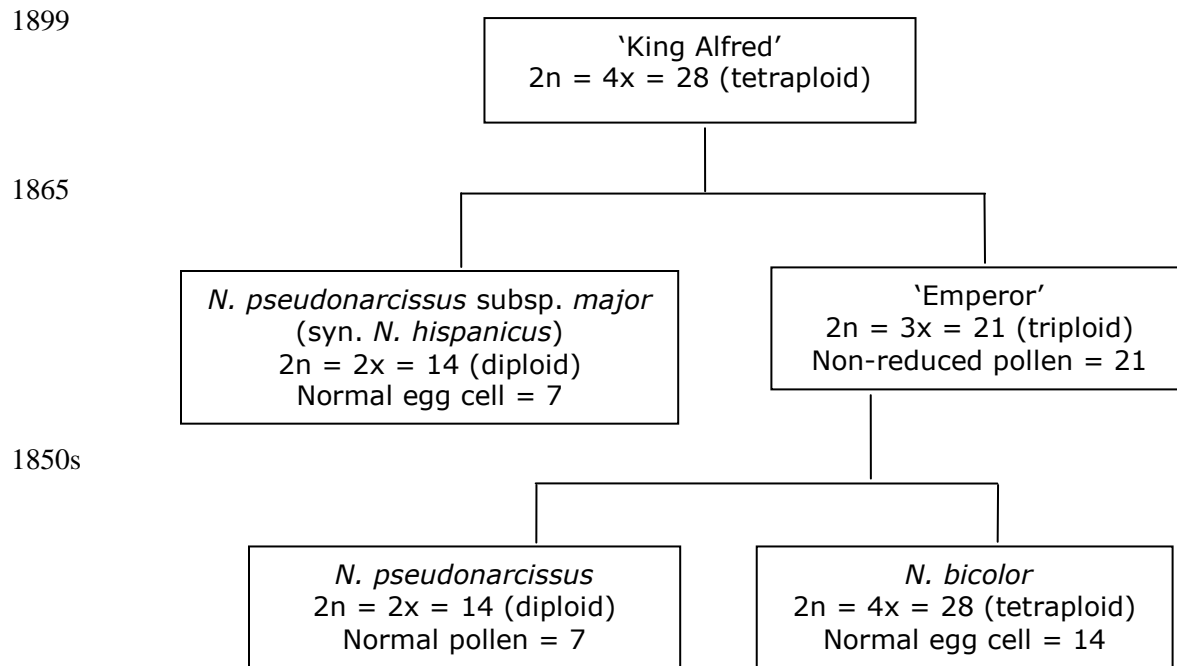 1899
‘King Alfred’
2n = 4x = 28 (tetraploid)
1865
N. pseudonarcissus subsp. major
(syn. N. hispanicus)
2n = 2x = 14 (diploid)
Normal egg cell = 7
‘Emperor’
2n = 3x = 21 (triploid)
Non-reduced pollen = 21
1850s
N. pseudonarcissus
2n = 2x = 14 (diploid)
Normal pollen = 7
N. bicolor
2n = 4x = 28 (tetraploid)
Normal egg cell = 14